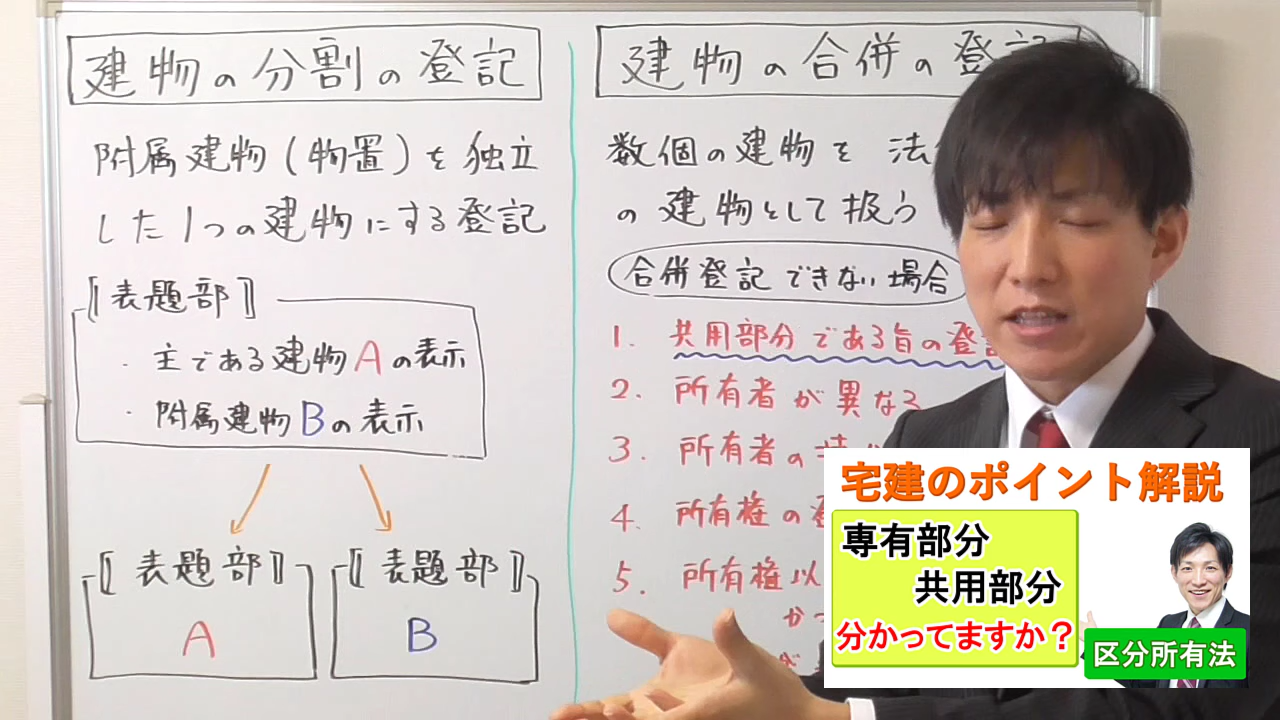 建物の分割の登記
附属建物(物置)を独立
した1つの建物にする登記
〚表題部〛
・主である建物Aの表示
・附属建物Bの表示
〚表題部〛
A
〚表題部〛
B
建物の合併の登記
数個の建物を 法
の建物として扱う
合併登記できない場合
1. 共用部分である旨の登
2. 所有者が異なる
3. 所有者の持
4. 所有権の登
5. 所有権以
か
が
宅建のポイント解説
専有部分
共用部分
分かってますか?
区分所有法